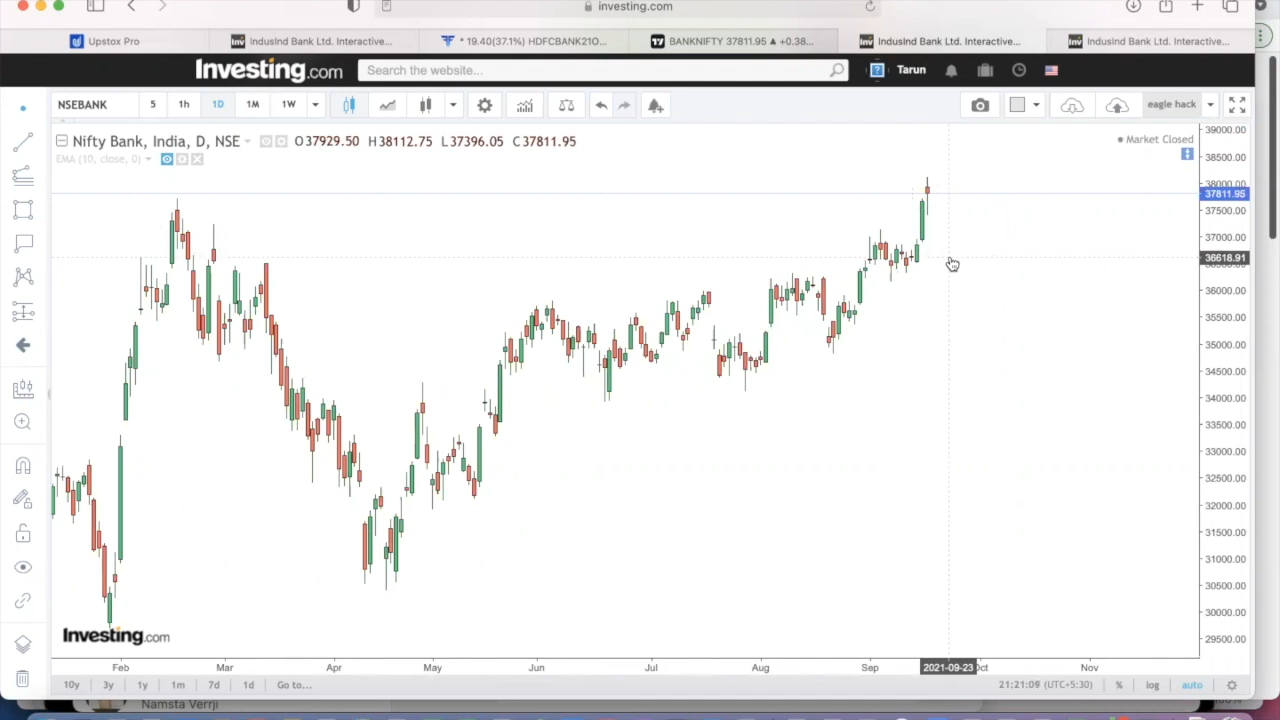 investing.com
Upstox Pro
IndusInd Bank Ltd. Interactive...
* 19.40(37.1%) HDFCBANK21O...
BANKNIFTY 37811.95 ▲ +0.38...
IndusInd Bank Ltd. Interactive...
IndusInd Bank Ltd. Interactive...
Investing.com
Search the website...
Tarun
NSEBANK
5
1h
1D
1M
1W
eagle hack
Nifty Bank, India, D, NSE
O37929.50 H38112.75 L37396.05 C37811.95
Market Closed
EMA (10, close, 0)
39000.00
38500.00
38000.00
37811.95
37500.00
37000.00
36618.91
36000.00
35500.00
35000.00
34500.00
34000.00
33500.00
33000.00
32500.00
32000.00
31500.00
31000.00
30500.00
30000.00
29500.00
Investing.com
Feb Mar Apr May Jun Jul Aug Sep 2021-09-23 Nov
10y 3y 1y 1m 7d 1d Go to...
21:21:09 (UTC+5:30) % log auto
Namsta Verrji